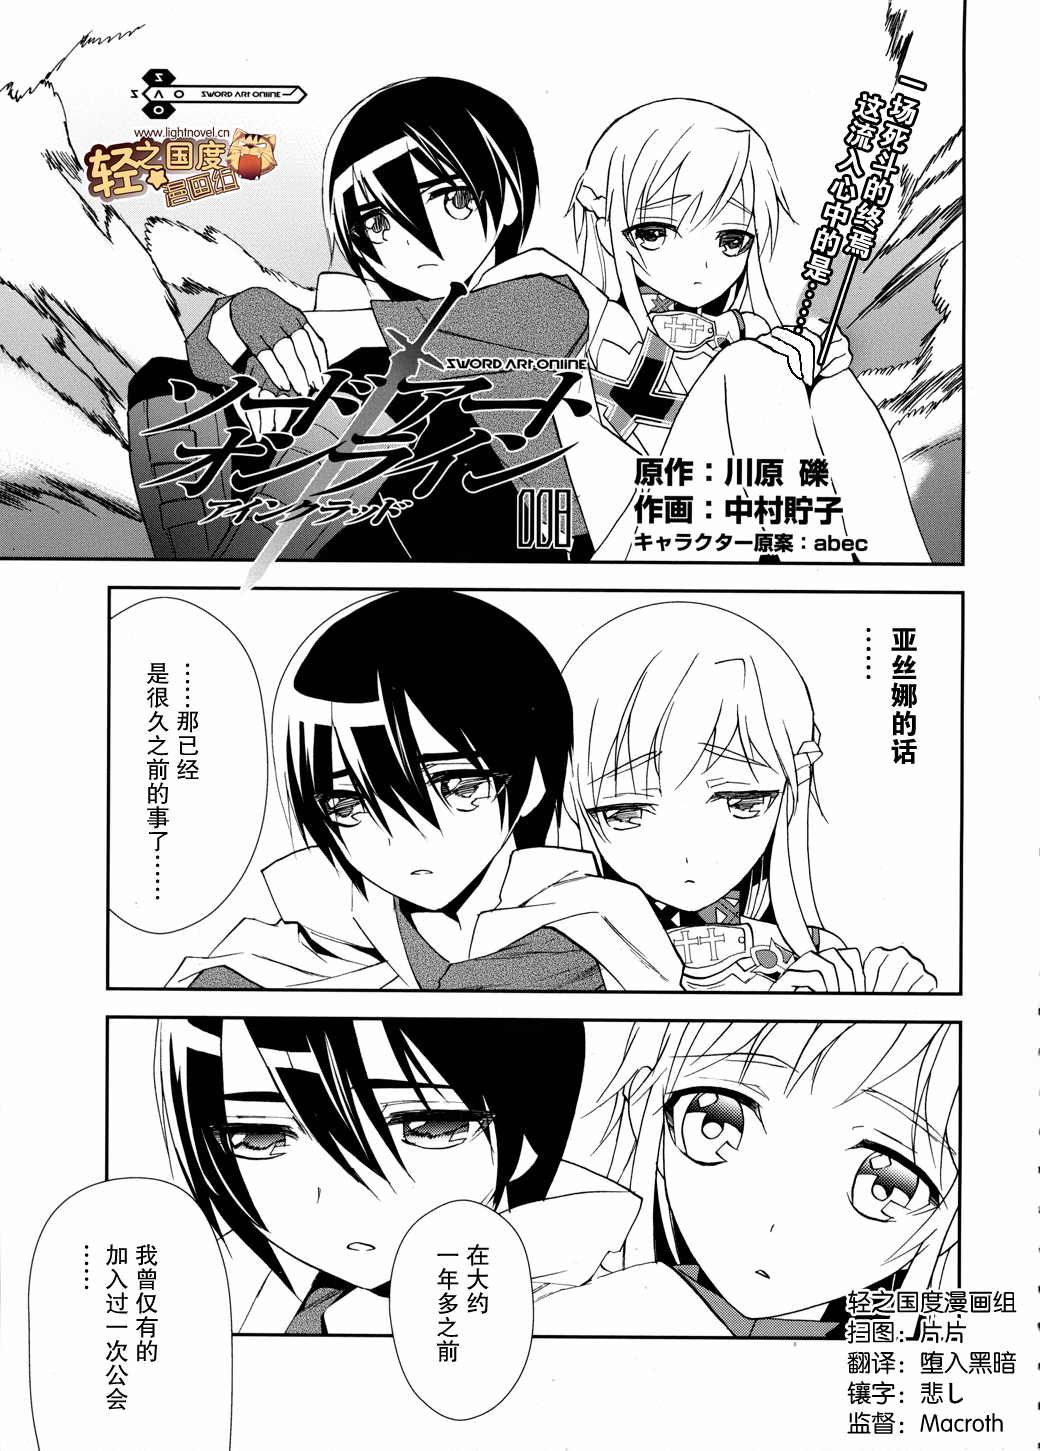 S
SAO SWORD ART ONLINE
O
www.lightnovel.cn
轻之国度
漫画组
一场死斗的终焉——
这流入心中的是……
SWORD ART ONLINE
ソードアート・
オンライン
アインクラッド
008
原作：川原 礫
作画：中村貯子
キャラクター原案：abec
亚丝娜的话
……
……那已经
是很久之前的事了……
在大约
一年多之前
我曾仅有的
加入过一次公会
……
轻之国度漫画组
扫图：片片
翻译：堕入黑暗
镶字：悲し
监督：Macroth